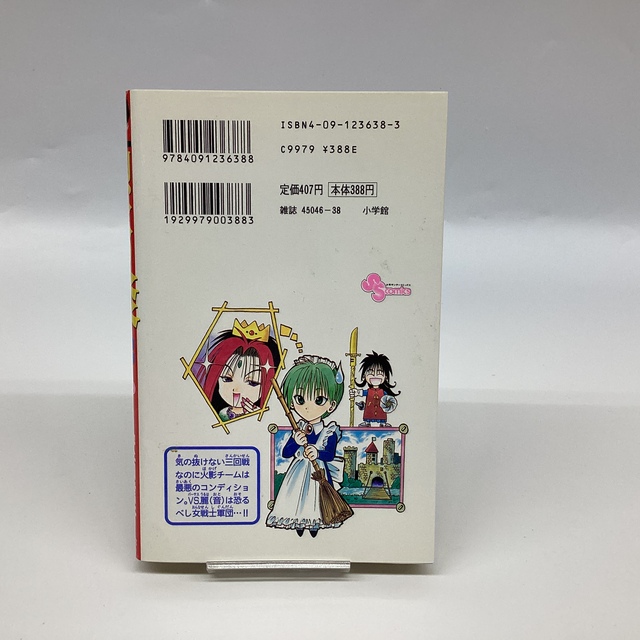 ISBN4-09-123638-3
C9979 ¥388E
9784091236388
定価407円 本体388円
雑誌 45046-38 小学館
1929979003883
SS comics
気の抜けない三回戦
なのに火影チームは
最悪のコンディショ
ン。VS.麗(音)は恐る
べし女戦士軍団…!!